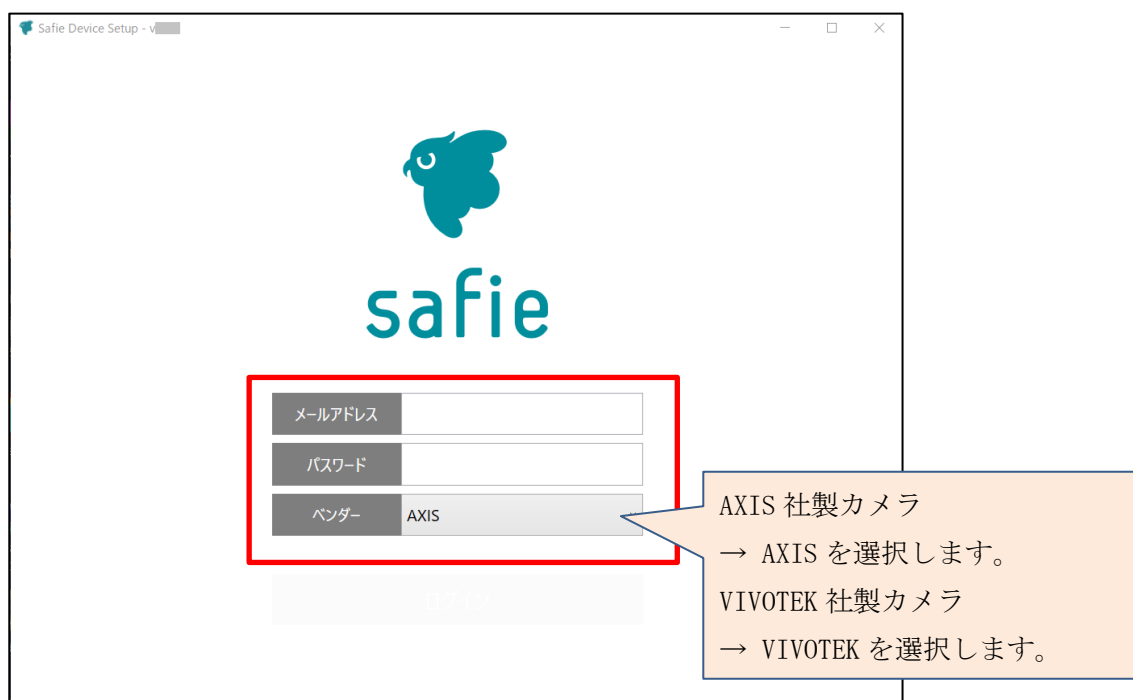 Safie Device Setup - v
safie
メールアドレス
パスワード
ベンダー AXIS
ログイン
AXIS 社製カメラ
→ AXIS を選択します。
VIVOTEK 社製カメラ
→ VIVOTEK を選択します。